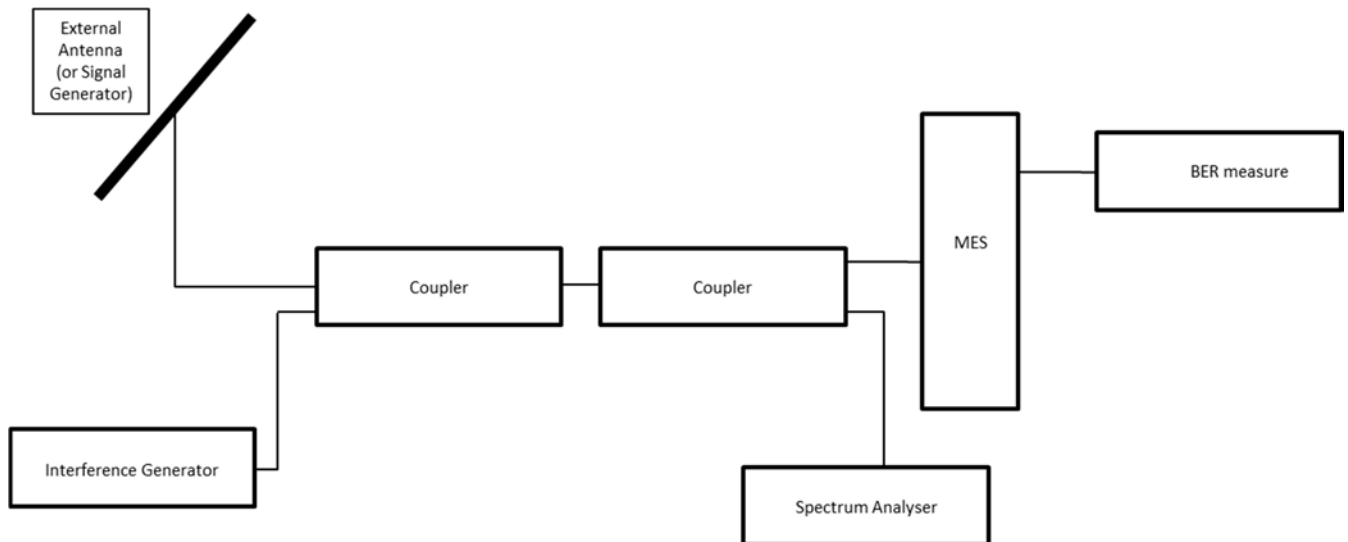 External
Antenna
(or Signal
Generator)
BER measure
MES
Coupler
Coupler
Interference Generator
Spectrum Analyser